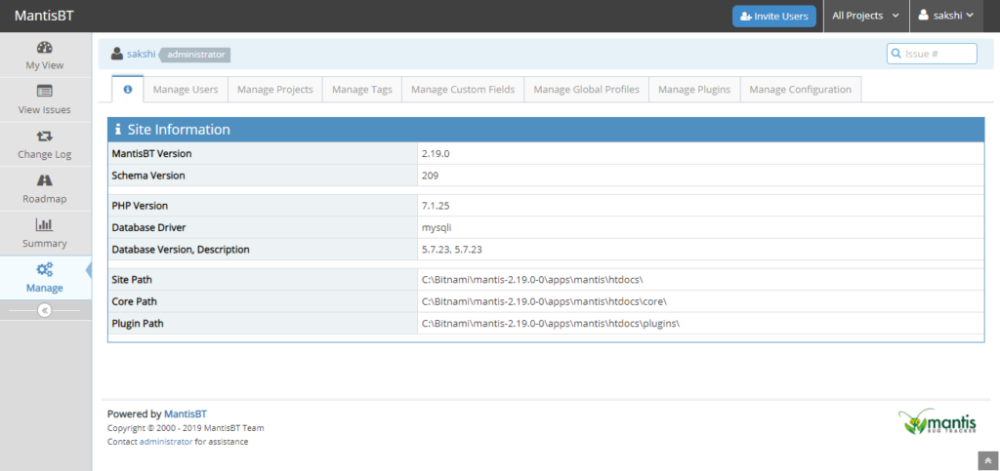 MantisBT
Invite Users
All Projects
sakshi
My View
View Issues
Change Log
Roadmap
Summary
Manage
sakshi administrator
Issue #
Manage Users Manage Projects Manage Tags Manage Custom Fields Manage Global Profiles Manage Plugins Manage Configuration
Site Information
MantisBT Version 2.19.0
Schema Version 209
PHP Version 7.1.25
Database Driver mysqli
Database Version, Description 5.7.23, 5.7.23
Site Path C:\Bitnami\mantis-2.19.0-0\apps\mantis\htdocs\
Core Path C:\Bitnami\mantis-2.19.0-0\apps\mantis\htdocs\core\
Plugin Path C:\Bitnami\mantis-2.19.0-0\apps\mantis\htdocs\plugins\
Powered by MantisBT
Copyright © 2000 - 2019 MantisBT Team
Contact administrator for assistance
mantis
BUG TRACKER